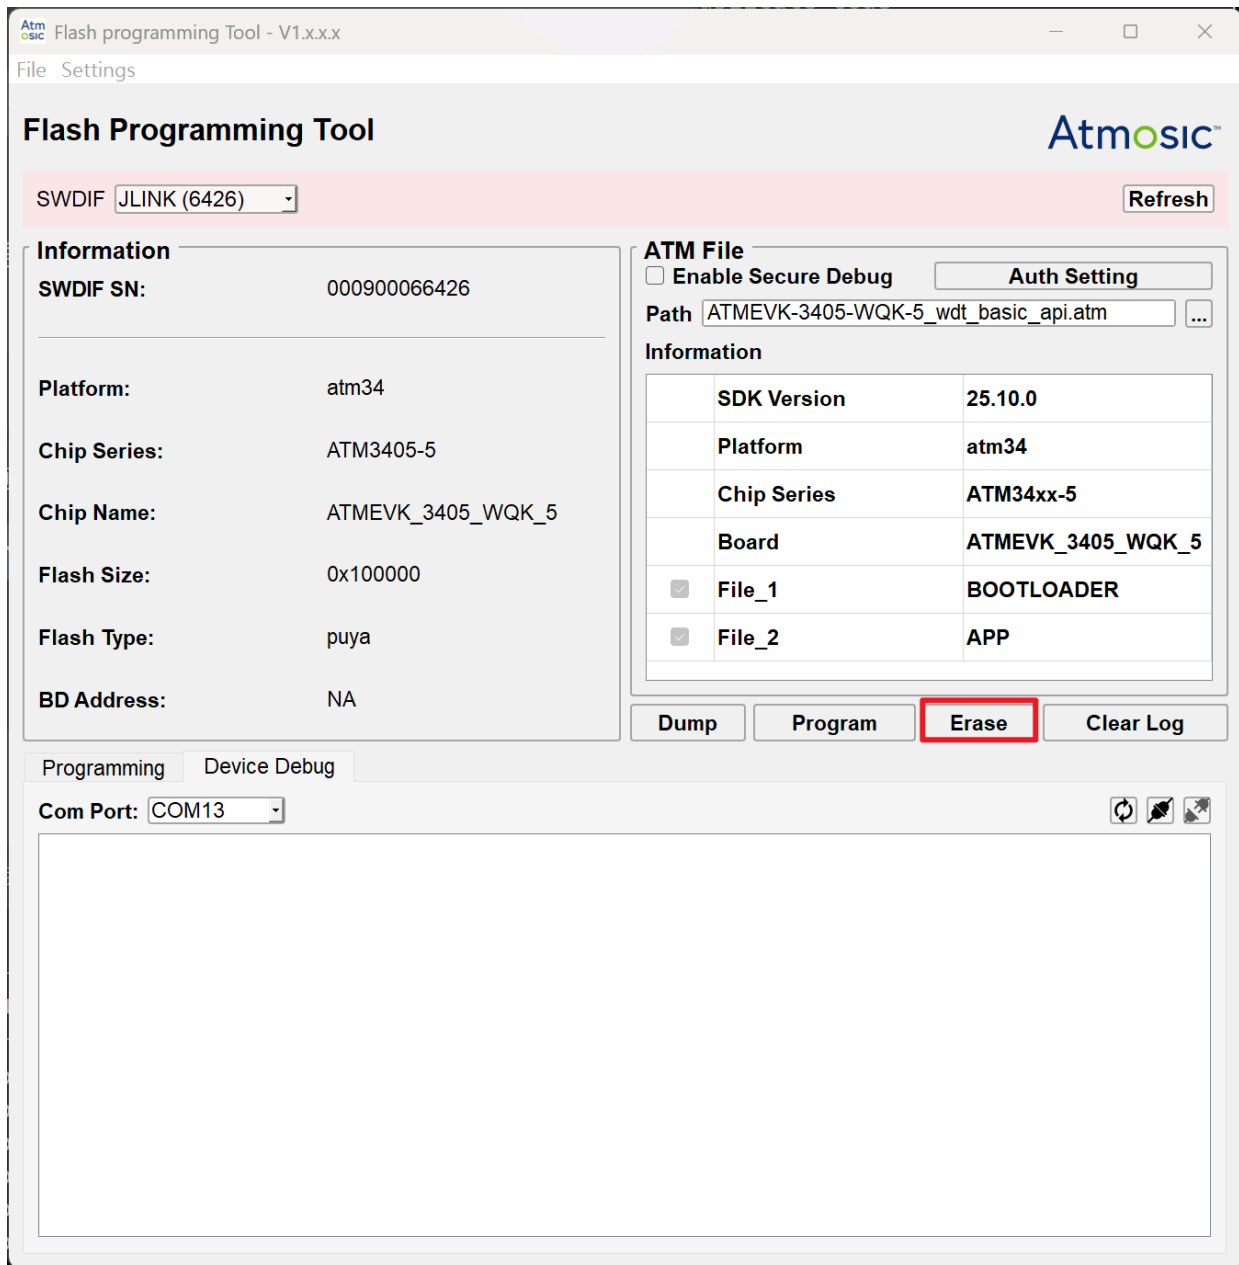 Atmosic Flash programming Tool - V1.x.x.x
File Settings
Flash Programming Tool
Atmosic™
SWDIF JLINK (6426) Refresh
Information
SWDIF SN: 000900066426
Platform: atm34
Chip Series: ATM3405-5
Chip Name: ATMEVK_3405_WQK_5
Flash Size: 0x100000
Flash Type: puya
BD Address: NA
ATM File
Enable Secure Debug Auth Setting
Path ATMEVK-3405-WQK-5_wdt_basic_api.atm ...
Information
SDK Version 25.10.0
Platform atm34
Chip Series ATM34xx-5
Board ATMEVK_3405_WQK_5
File_1 BOOTLOADER
File_2 APP
Dump Program Erase Clear Log
Programming Device Debug
Com Port: COM13